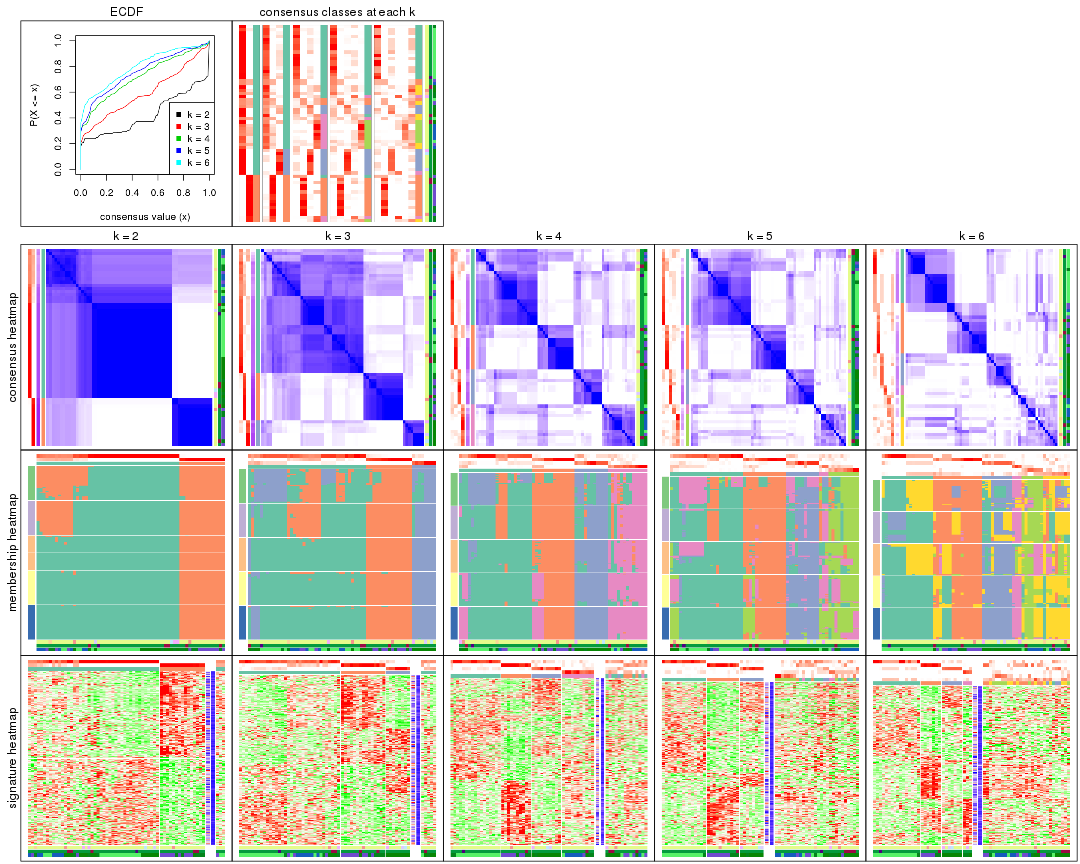 ECDF
consensus classes at each k
P(X <= x)
0.0 0.2 0.4 0.6 0.8 1.0
k = 2
k = 3
k = 4
k = 5
k = 6
0.0 0.2 0.4 0.6 0.8 1.0
consensus value (x)
k = 2
k = 3
k = 4
k = 5
k = 6
consensus heatmap
membership heatmap
signature heatmap